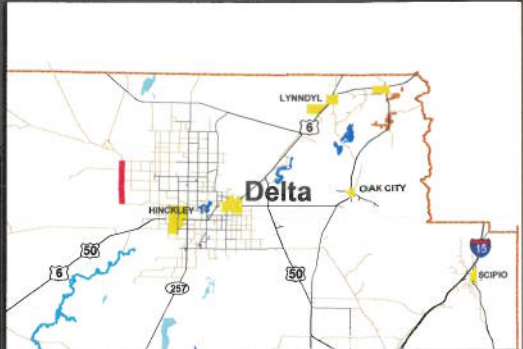 LYNNDYL
6
Delta
OAK CITY
HINCKLEY
15
50
6
50
SCIPIO
257